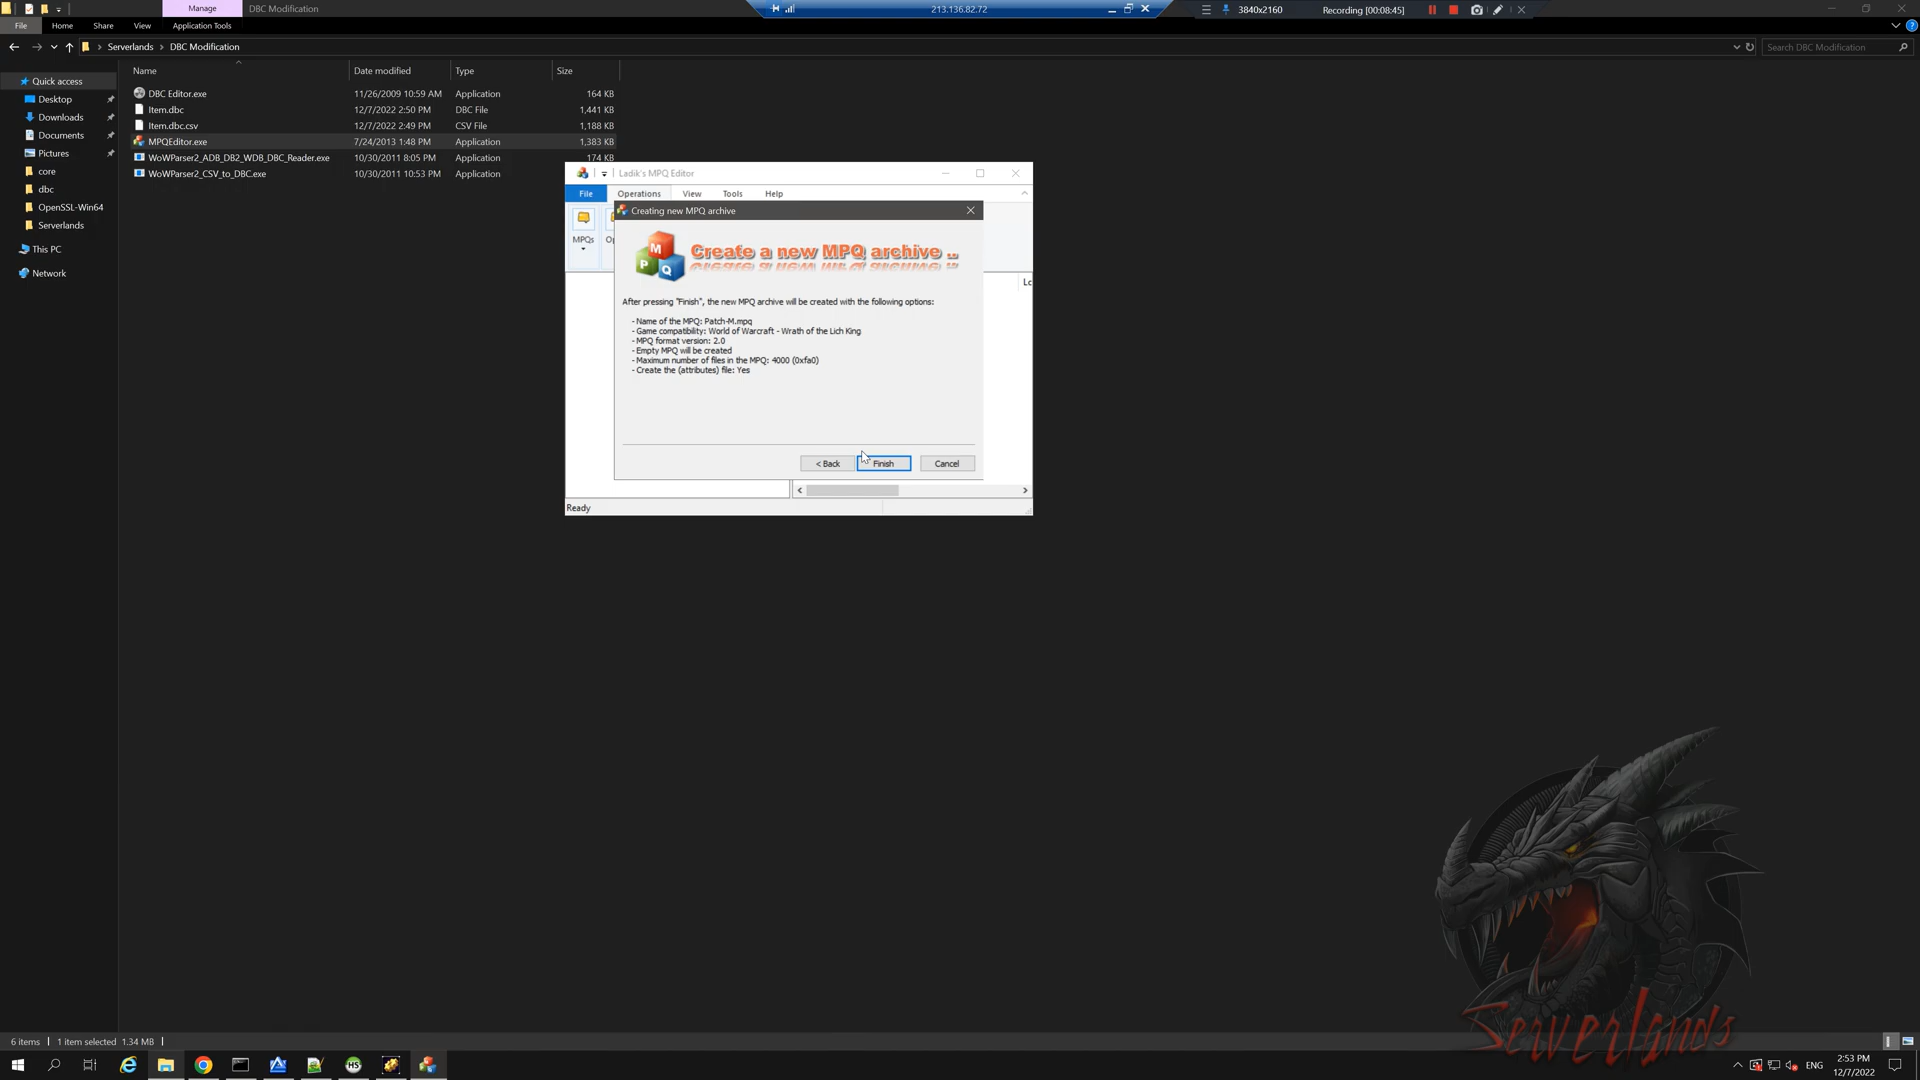 Manage
DBC Modification
213.136.82.72
3840x2160
Recording [00:08:45]
File
Home
Share
View
Application Tools
Serverlands
DBC Modification
Search DBC Modification
Name
Date modified
Type
Size
Quick access
Desktop
Downloads
Documents
Pictures
core
dbc
OpenSSL-Win64
Serverlands
This PC
Network
DBC Editor.exe
11/26/2009 10:59 AM
Application
164 KB
Item.dbc
12/7/2022 2:50 PM
DBC File
1,441 KB
Item.dbc.csv
12/7/2022 2:49 PM
CSV File
1,188 KB
MPQEditor.exe
7/24/2013 1:48 PM
Application
1,383 KB
WoWParser2_ADB_DB2_WDB_DBC_Reader.exe
10/30/2011 8:05 PM
Application
174 KB
WoWParser2_CSV_to_DBC.exe
10/30/2011 10:53 PM
Application
Ladik's MPQ Editor
File
Operations
View
Tools
Help
MPQs
Op
Lc
Creating new MPQ archive
M
P
Q
Create a new MPQ archive ..
After pressing "Finish", the new MPQ archive will be created with the following options:
- Name of the MPQ: Patch-M.mpq
- Game compatibility: World of Warcraft - Wrath of the Lich King
- MPQ format version: 2.0
- Empty MPQ will be created
- Maximum number of files in the MPQ: 4000 (0xfa0)
- Create the (attributes) file: Yes
< Back
Finish
Cancel
Ready
Serverlands
6 items
1 item selected 1.34 MB
HS
ENG
2:53 PM
12/7/2022